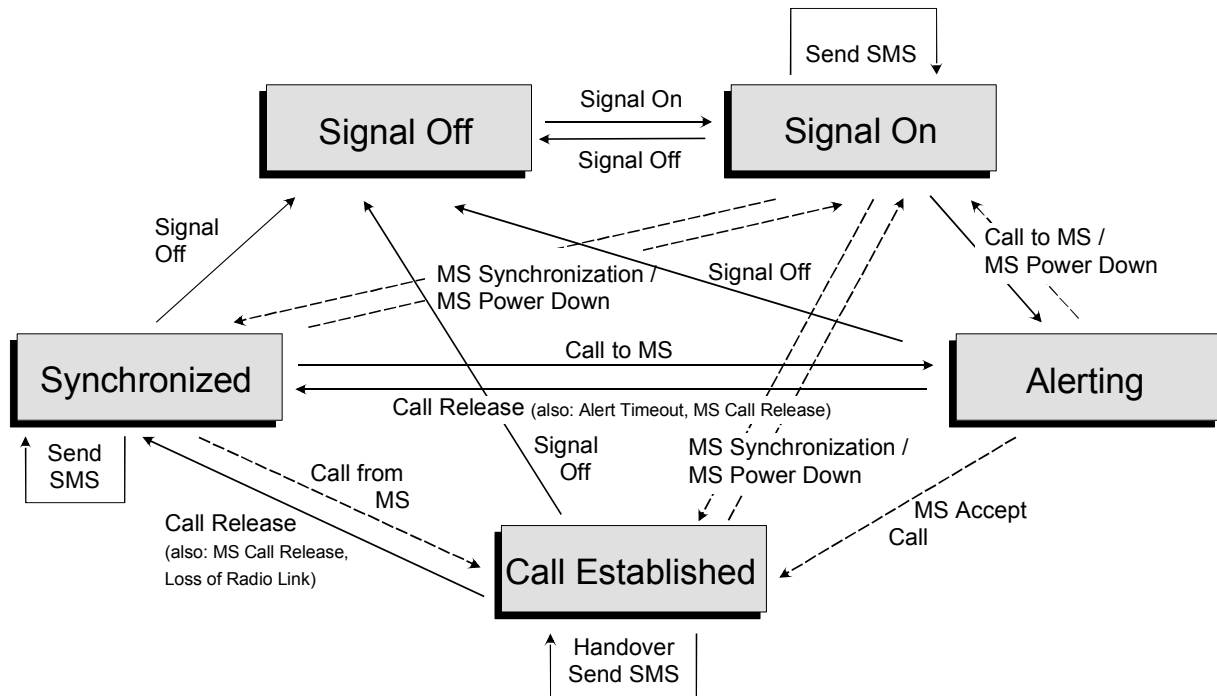 Send SMS
Signal Off
Signal On
Signal On
Signal Off
Signal
Off
MS Synchronization /
MS Power Down
Signal Off
Call to MS /
MS Power Down
Synchronized
Call to MS
Alerting
Call Release (also: Alert Timeout, MS Call Release)
Send
SMS
Call from
MS
Signal
Off
MS Synchronization /
MS Power Down
MS Accept
Call
Call Release
(also: MS Call Release,
Loss of Radio Link)
Call Established
Handover
Send SMS